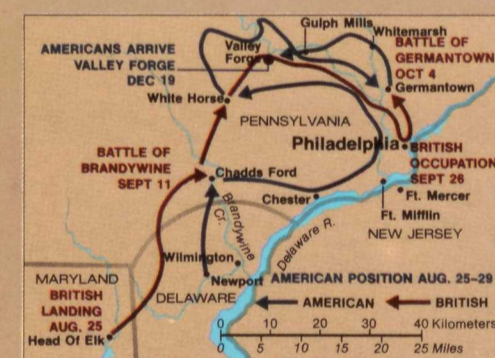 Gulph Mills
Whitemarsh
AMERICANS ARRIVE
VALLEY FORGE
DEC 19
Valley
Forge
BATTLE OF
GERMANTOWN
OCT 4
Germantown
White Horse
PENNSYLVANIA
Philadelphia
BRITISH
OCCUPATION
SEPT 26
BATTLE OF
BRANDYWINE
SEPT 11
Chadds Ford
Chester
Ft. Mercer
Ft. Mifflin
Brandywine
Cr.
Delaware R.
NEW JERSEY
Wilmington
Newport
MARYLAND
BRITISH
LANDING
AUG. 25
Head Of Elk
DELAWARE
AMERICAN POSITION AUG. 25-29
AMERICAN
BRITISH
0 10 20 30 40 Kilometers
0 5 10 15 20 25 Miles